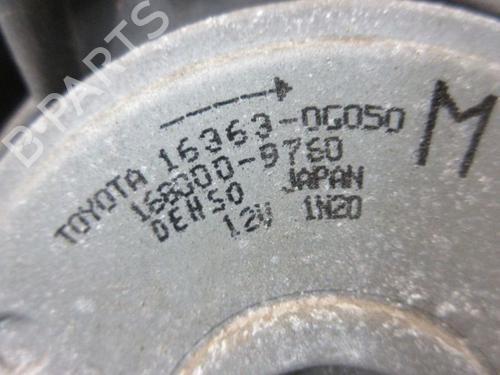 B-PARTS
TOYOTA 16363-0G050
168000-9760
DENSO JAPAN
12V 1N20
M